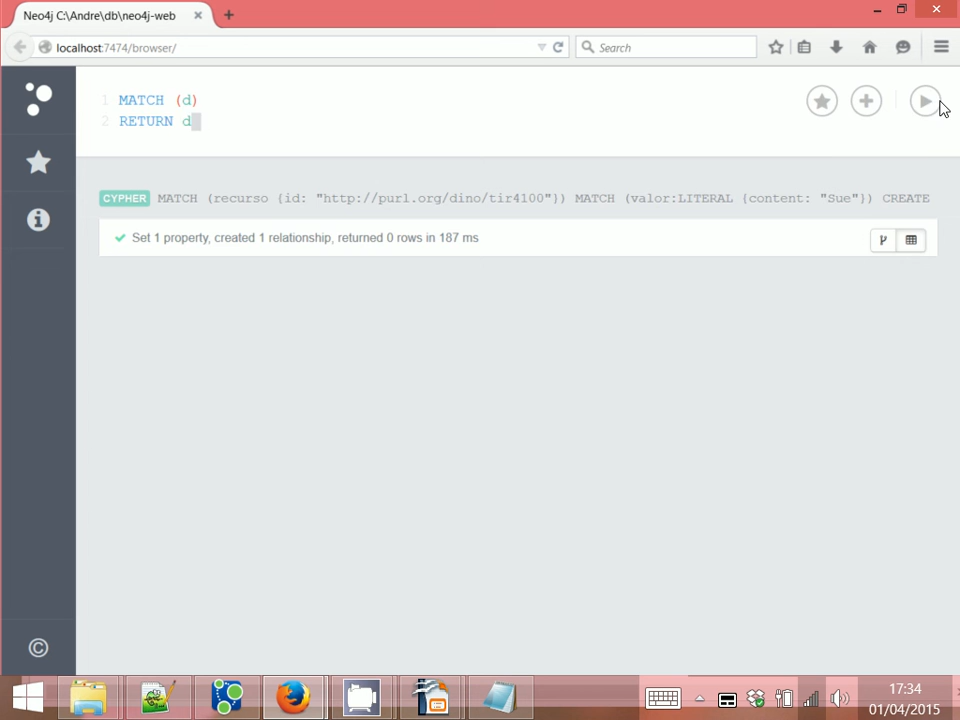 Neo4j C:\Andre\db\neo4j-web
localhost:7474/browser/
Search
1 MATCH (d)
2 RETURN d
CYPHER MATCH (recurso {id: "http://purl.org/dino/tir4100"}) MATCH (valor:LITERAL {content: "Sue"}) CREATE
Set 1 property, created 1 relationship, returned 0 rows in 187 ms
17:34
01/04/2015